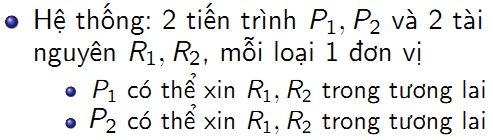 Hệ thống: 2 tiến trình P₁, P₂ và 2 tài
nguyên R₁, R₂, mỗi loại 1 đơn vị
P₁ có thể xin R₁, R₂ trong tương lai
P₂ có thể xin R₁, R₂ trong tương lai